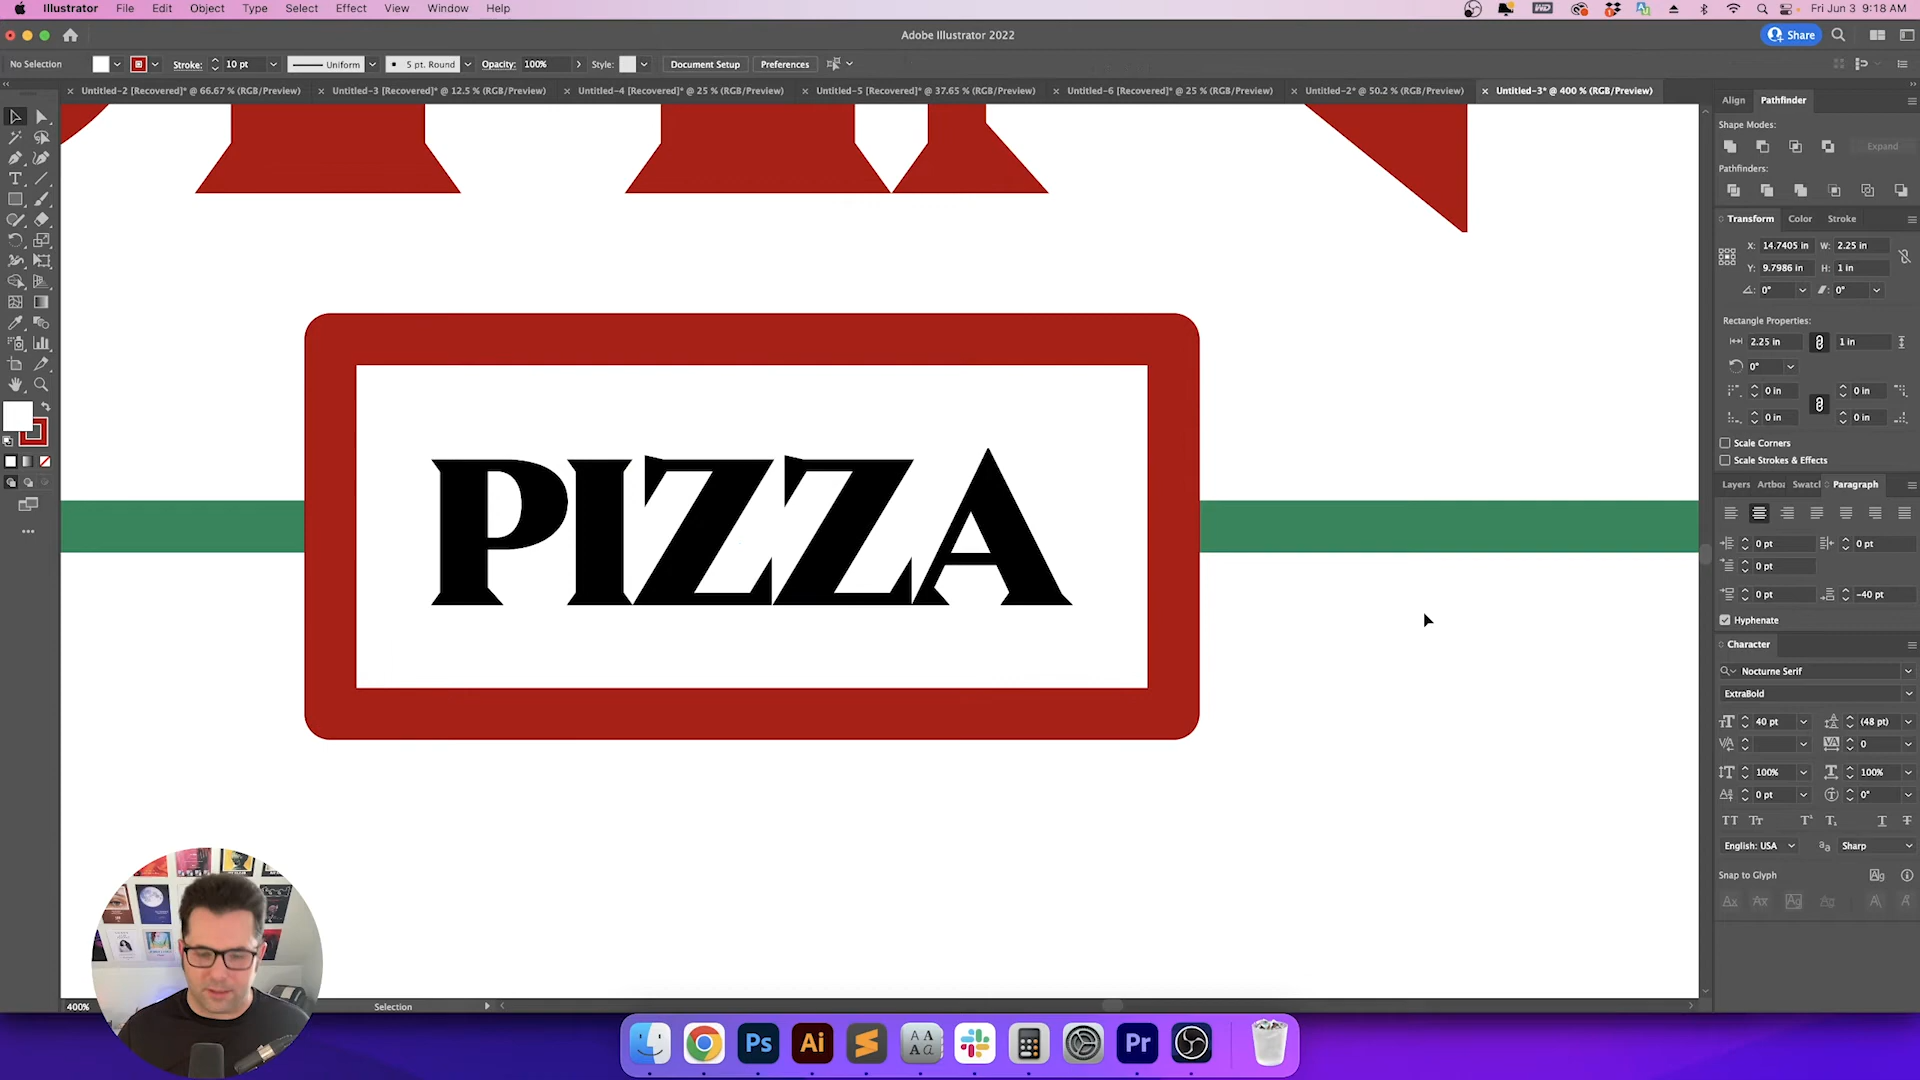 Illustrator File Edit Object Type Select Effect View Window Help Fri Jun 3 9:18 AM
Adobe Illustrator 2022 Share
No Selection Stroke: 10 pt Uniform 5 pt. Round Opacity: 100% Style: Document Setup Preferences
Untitled-2 [Recovered]* @ 66.67 % (RGB/Preview) Untitled-3 [Recovered]* @ 12.5 % (RGB/Preview) Untitled-4 [Recovered]* @ 25 % (RGB/Preview) Untitled-5 [Recovered]* @ 37.65 % (RGB/Preview) Untitled-6 [Recovered]* @ 25 % (RGB/Preview) Untitled-2* @ 50.2 % (RGB/Preview) Untitled-3* @ 400 % (RGB/Preview)
Align Pathfinder
Shape Modes:
Expand
Pathfinders:
Transform Color Stroke
X: 14.7405 in W: 2.25 in
Y: 9.7986 in H: 1 in
0° 0°
Rectangle Properties:
2.25 in 1 in
0°
0 in 0 in
0 in 0 in
Scale Corners
Scale Strokes & Effects
Layers Artboa Swatcl Paragraph
0 pt 0 pt
0 pt
0 pt -40 pt
Hyphenate
Character
Nocturne Serif
ExtraBold
40 pt (48 pt)
0
100% 100%
0 pt 0°
English: USA Sharp
Snap to Glyph
PIZZA
400% Selection
Ps Ai Pr